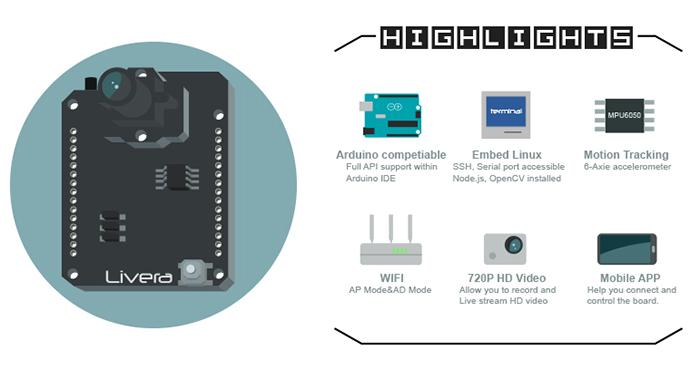 HIGHLIGHTS
Livera
Arduino competiable
Full API support within
Arduino IDE
terminal
Embed Linux
SSH, Serial port accessible
Node.js, OpenCV installed
MPU6050
Motion Tracking
6-Axie accelerometer
WIFI
AP Mode&AD Mode
720P HD Video
Allow you to record and
Live stream HD video
Mobile APP
Help you connect and
control the board.